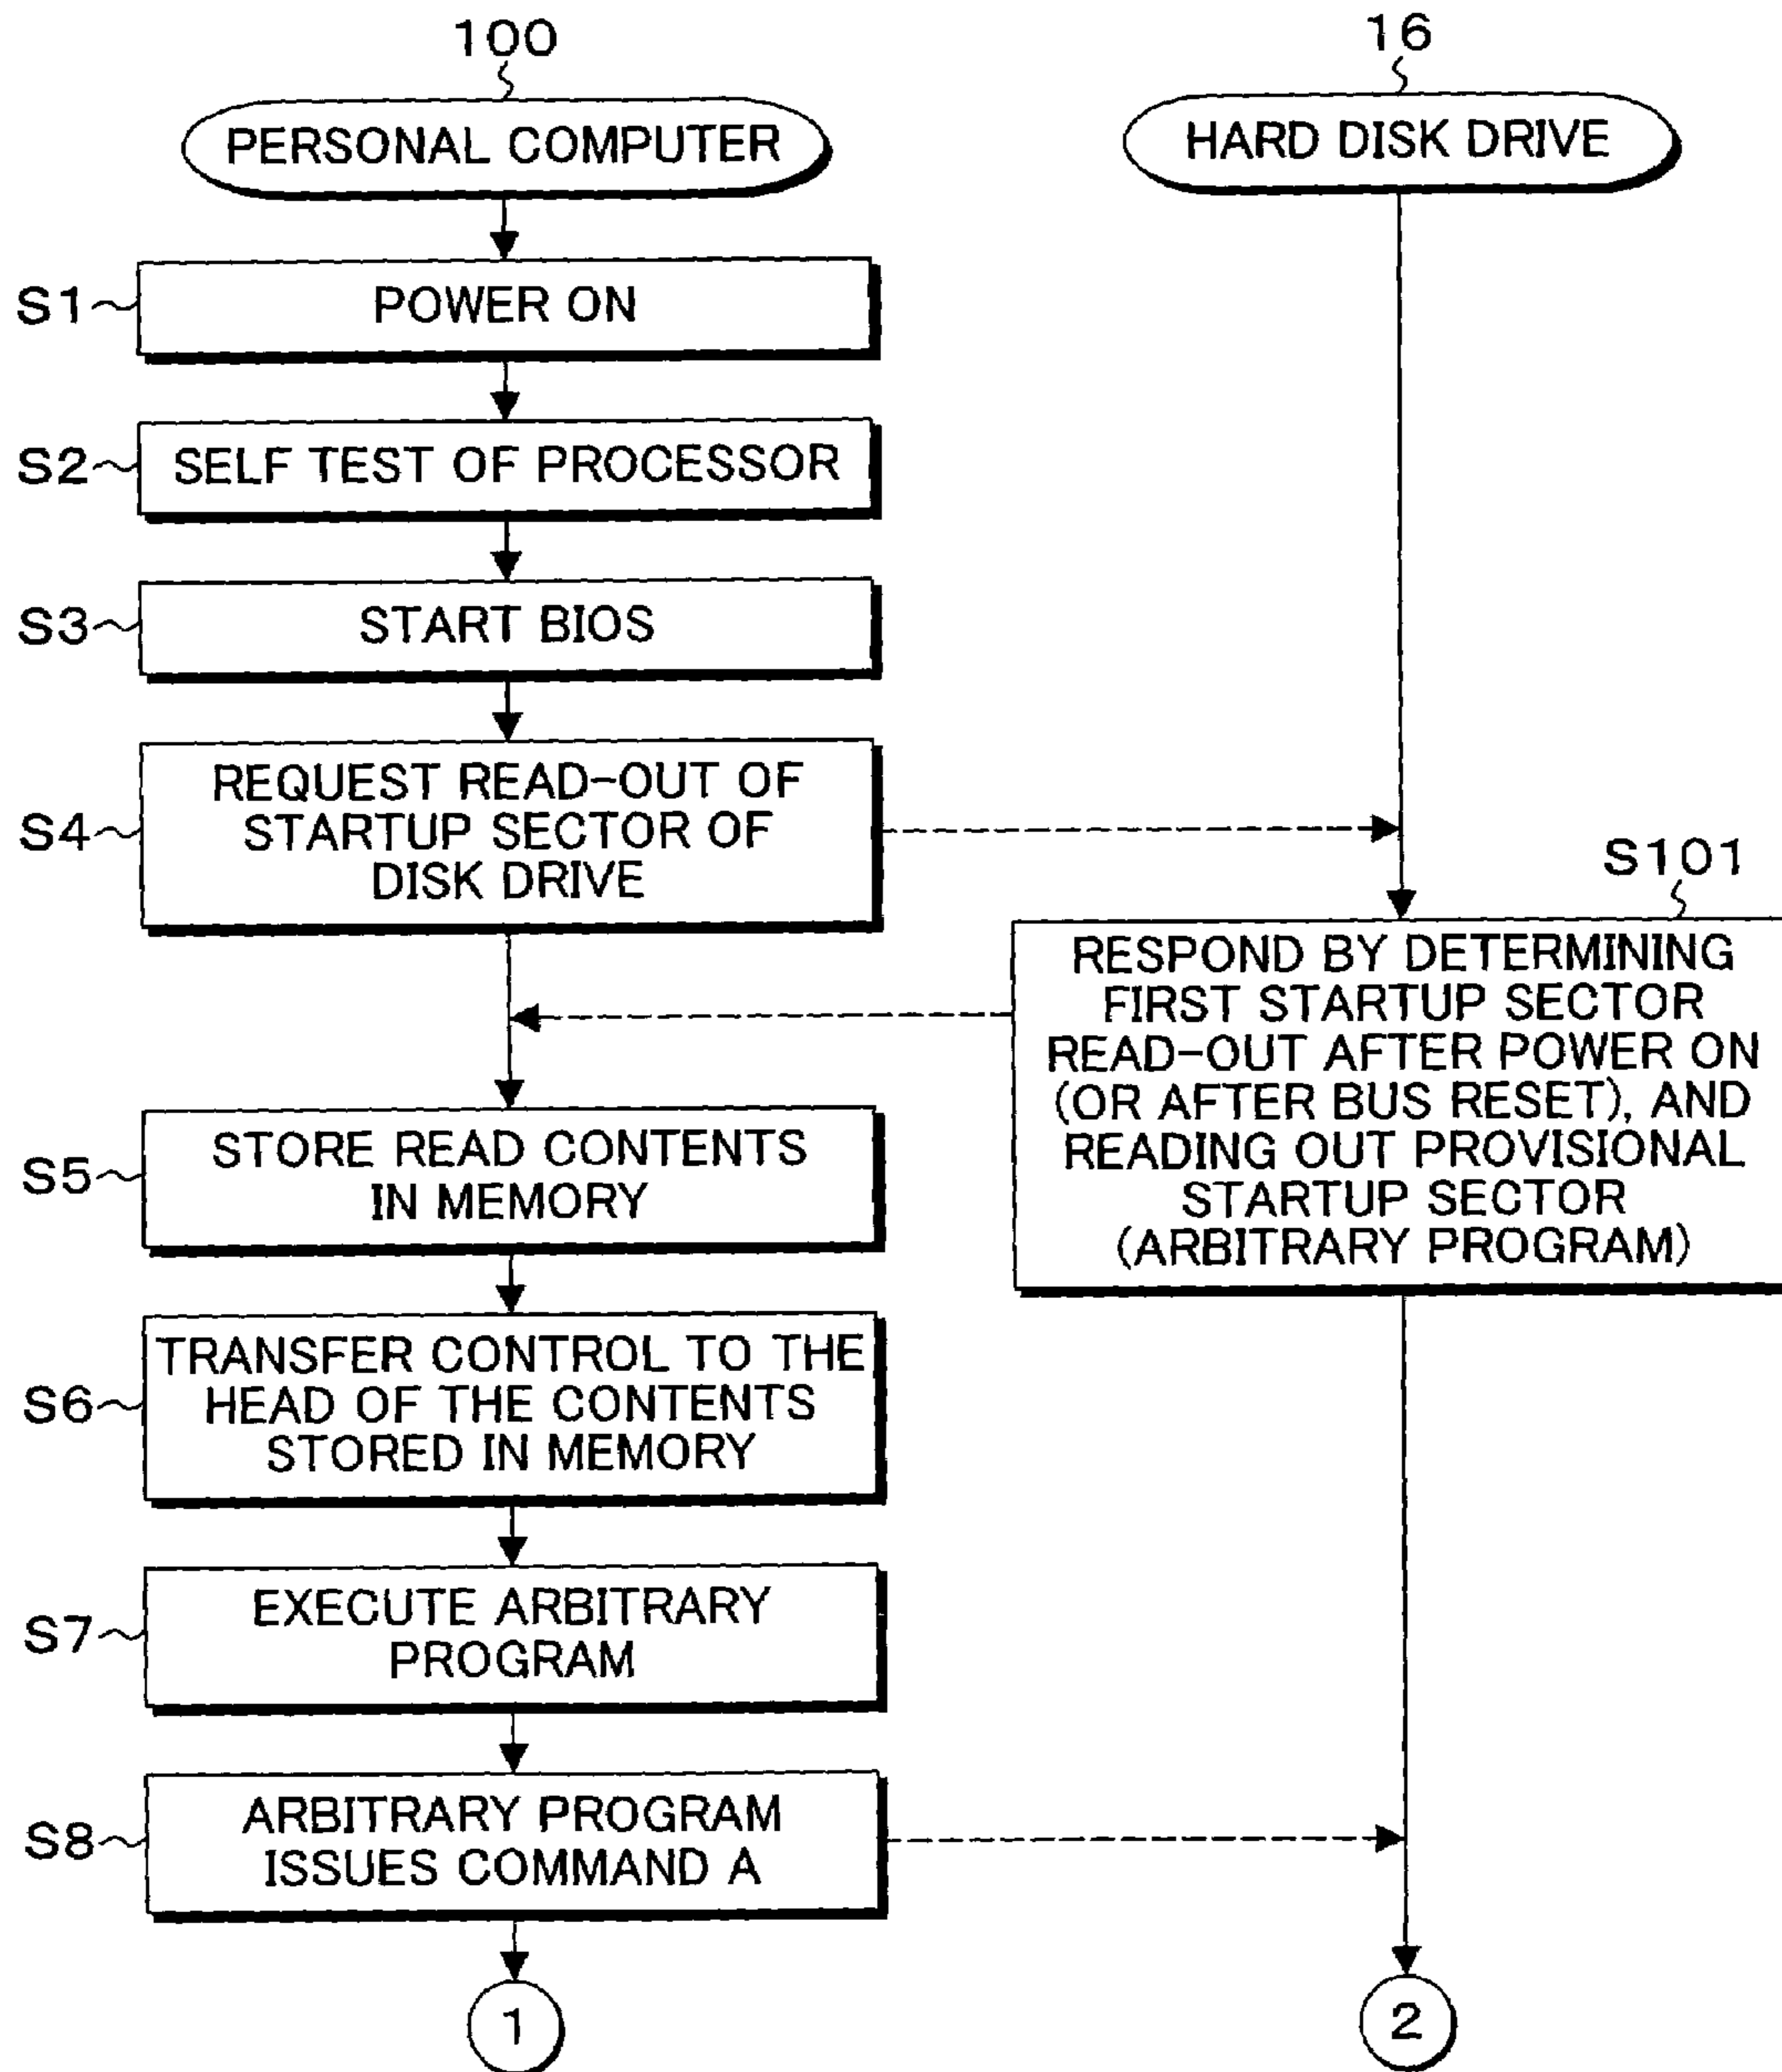 100
16
PERSONAL COMPUTER
HARD DISK DRIVE
S1
POWER ON
S2
SELF TEST OF PROCESSOR
S3
START BIOS
S4
REQUEST READ-OUT OF
STARTUP SECTOR OF
DISK DRIVE
S101
RESPOND BY DETERMINING
FIRST STARTUP SECTOR
READ-OUT AFTER POWER ON
(OR AFTER BUS RESET), AND
READING OUT PROVISIONAL
STARTUP SECTOR
(ARBITRARY PROGRAM)
S5
STORE READ CONTENTS
IN MEMORY
S6
TRANSFER CONTROL TO THE
HEAD OF THE CONTENTS
STORED IN MEMORY
S7
EXECUTE ARBITRARY
PROGRAM
S8
ARBITRARY PROGRAM
ISSUES COMMAND A
1
2